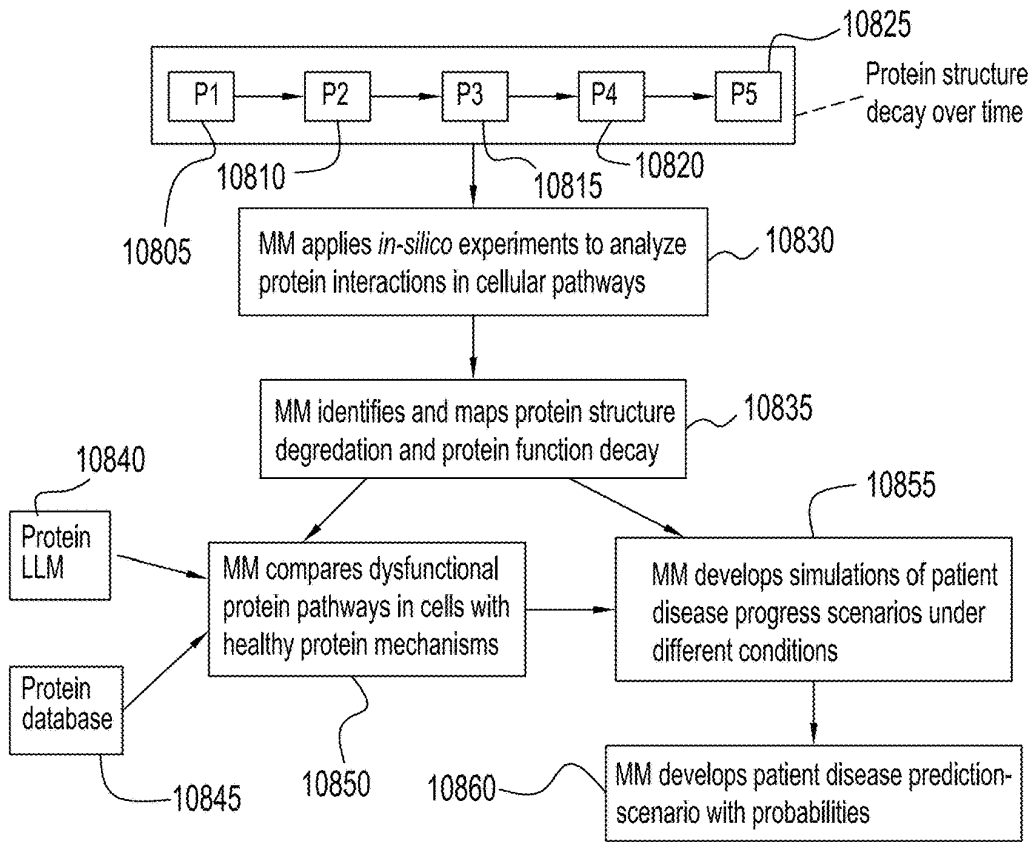 10825
P1
P2
P3
P4
P5
Protein structure
decay over time
10805
10810
10815
10820
MM applies in-silico experiments to analyze
protein interactions in cellular pathways
10830
MM identifies and maps protein structure
degredation and protein function decay
10835
10840
Protein
LLM
10855
MM compares dysfunctional
protein pathways in cells with
healthy protein mechanisms
MM develops simulations of patient
disease progress scenarios under
different conditions
Protein
database
10845
10850
10860
MM develops patient disease prediction-
scenario with probabilities